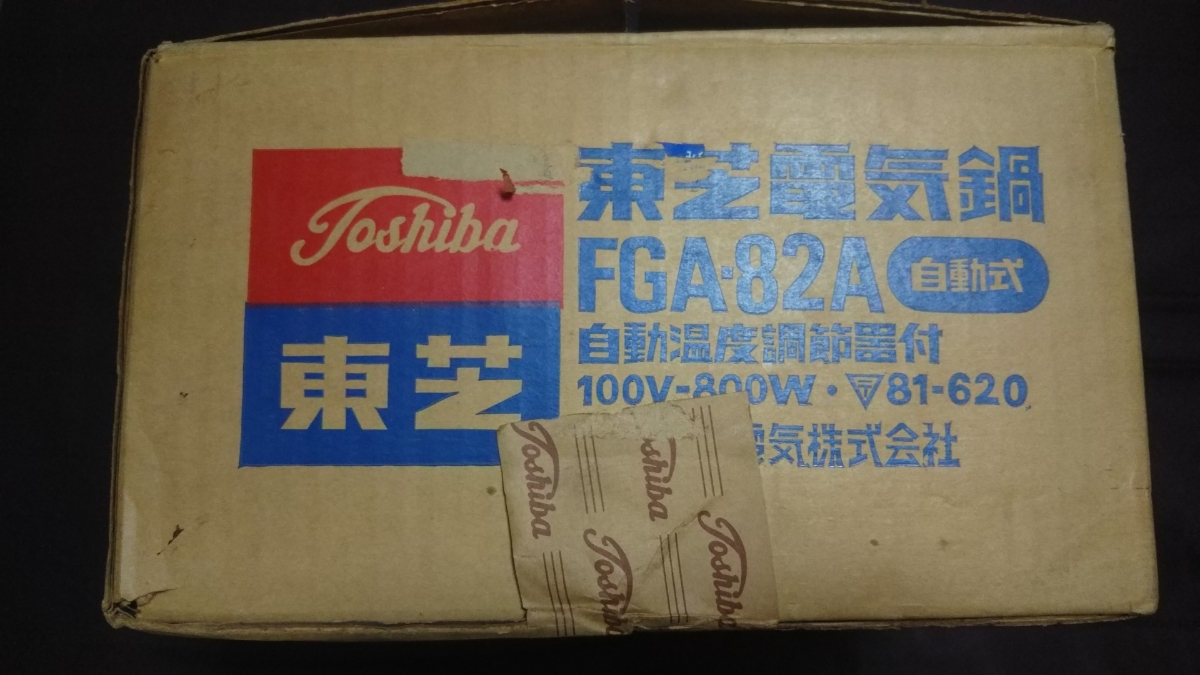 Toshiba
東芝
東芝電気鍋
FGA-82A 自動式
自動温度調節器付
100V-800W・〒81-620
電気株式会社
Toshiba
shiba
Toshiba
Toshiba